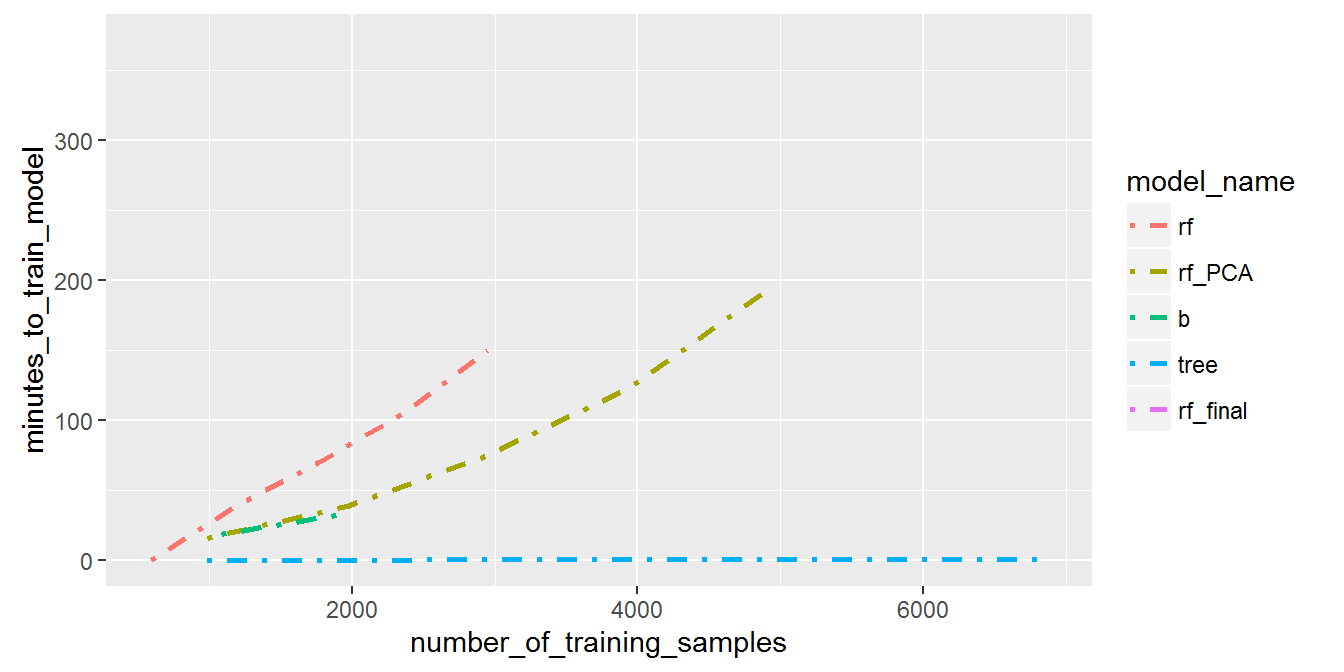 minutes_to_train_model
300
200
100
0
2000
4000
6000
number_of_training_samples
model_name
rf
rf_PCA
b
tree
rf_final